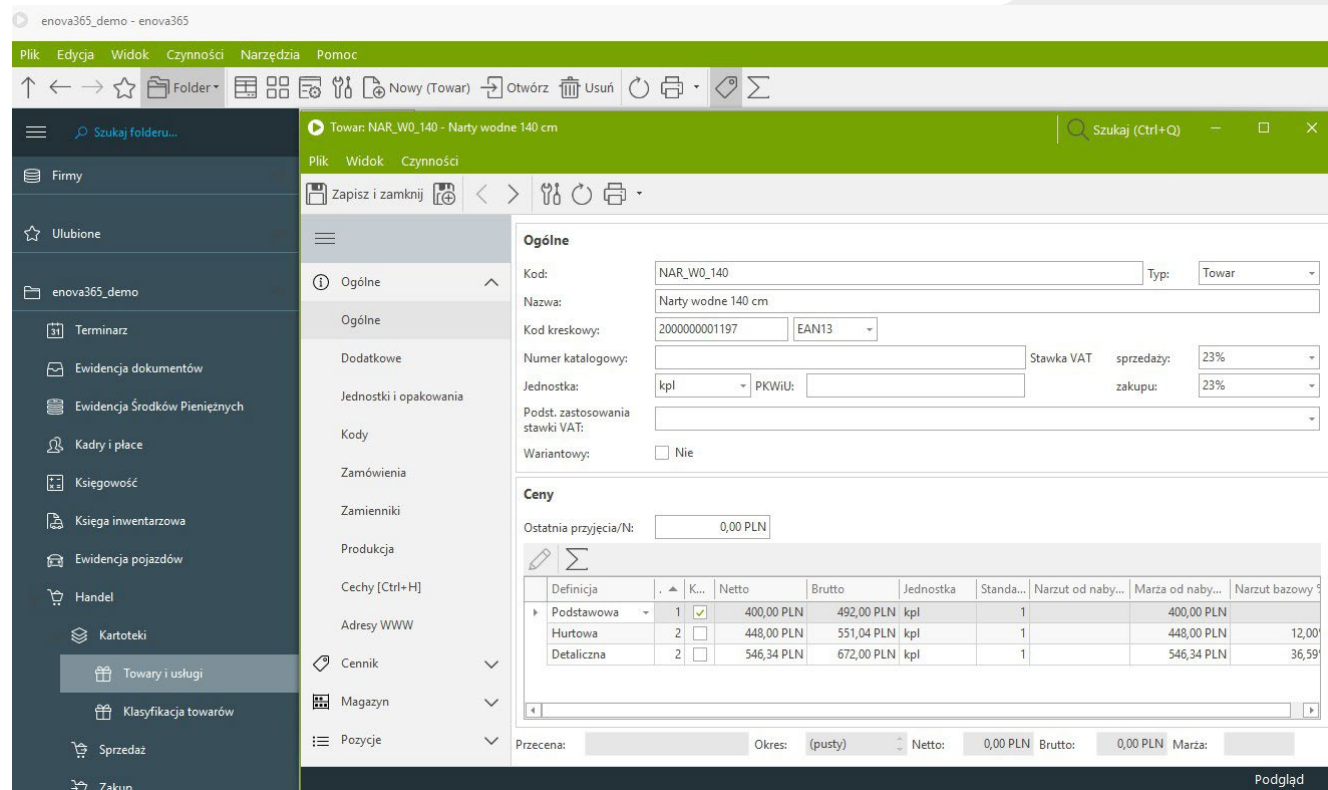 enova365_demo - enova365
Plik Edycja Widok Czynności Narzędzia Pomoc
Folder Nowy (Towar) Otwórz Usuń
Szukaj folderu...
Firmy
Ulubione
enova365_demo
31 Terminarz
Ewidencja dokumentów
Ewidencja Środków Pieniężnych
Kadry i płace
Księgowość
Księga inwentarzowa
Ewidencja pojazdów
Handel
Kartoteki
Towary i usługi
Klasyfikacja towarów
Sprzedaż
Zakup
Towar: NAR_W0_140 - Narty wodne 140 cm Szukaj (Ctrl+Q)
Plik Widok Czynności
Zapisz i zamknij
Ogólne
Ogólne
Dodatkowe
Jednostki i opakowania
Kody
Zamówienia
Zamienniki
Produkcja
Cechy [Ctrl+H]
Adresy WWW
Cennik
Magazyn
Pozycje
Ogólne
Kod: NAR_W0_140 Typ: Towar
Nazwa: Narty wodne 140 cm
Kod kreskowy: 2000000001197 EAN13
Numer katalogowy: Stawka VAT sprzedaży: 23%
Jednostka: kpl PKWiU: zakupu: 23%
Podst. zastosowania
stawki VAT:
Wariantowy: Nie
Ceny
Ostatnia przyjęcia/N: 0,00 PLN
Definicja . K... Netto Brutto Jednostka Standa... Narzut od naby... Marża od naby... Narzut bazowy %
Podstawowa 1 400,00 PLN 492,00 PLN kpl 1 400,00 PLN
Hurtowa 2 448,00 PLN 551,04 PLN kpl 1 448,00 PLN 12,00%
Detaliczna 2 546,34 PLN 672,00 PLN kpl 1 546,34 PLN 36,59%
Przecena: Okres: (pusty) Netto: 0,00 PLN Brutto: 0,00 PLN Marża:
Podgląd